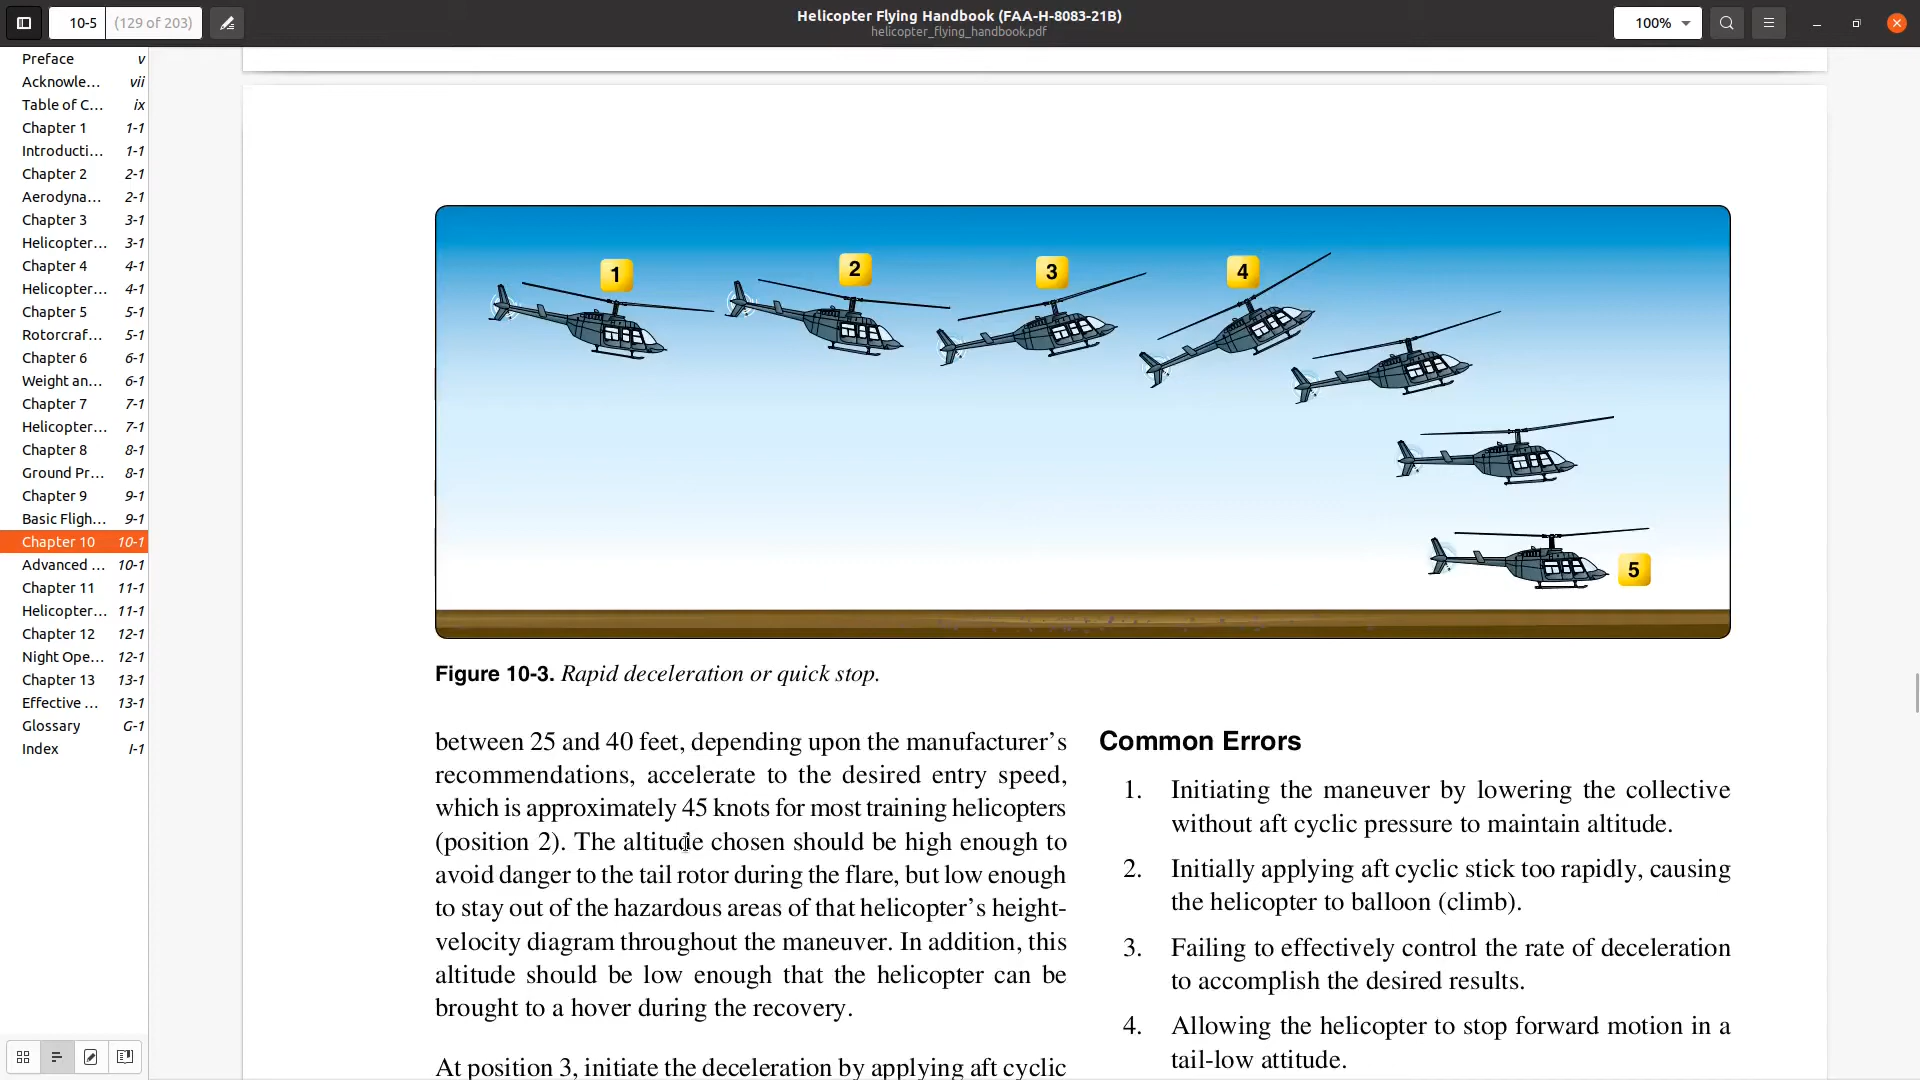 10-5
(129 of 203)
Helicopter Flying Handbook (FAA-H-8083-21B)
helicopter_flying_handbook.pdf
100%
Preface v
Acknowle... vii
Table of C... ix
Chapter 1 1-1
Introducti... 1-1
Chapter 2 2-1
Aerodyna... 2-1
Chapter 3 3-1
Helicopter... 3-1
Chapter 4 4-1
Helicopter... 4-1
Chapter 5 5-1
Rotorcraf... 5-1
Chapter 6 6-1
Weight an... 6-1
Chapter 7 7-1
Helicopter... 7-1
Chapter 8 8-1
Ground Pr... 8-1
Chapter 9 9-1
Basic Fligh... 9-1
Chapter 10 10-1
Advanced ... 10-1
Chapter 11 11-1
Helicopter... 11-1
Chapter 12 12-1
Night Ope... 12-1
Chapter 13 13-1
Effective ... 13-1
Glossary G-1
Index I-1
1
2
3
4
5
Figure 10-3. Rapid deceleration or quick stop.
between 25 and 40 feet, depending upon the manufacturer's
recommendations, accelerate to the desired entry speed,
which is approximately 45 knots for most training helicopters
(position 2). The altitude chosen should be high enough to
avoid danger to the tail rotor during the flare, but low enough
to stay out of the hazardous areas of that helicopter's height-
velocity diagram throughout the maneuver. In addition, this
altitude should be low enough that the helicopter can be
brought to a hover during the recovery.
At position 3, initiate the deceleration by applying aft cyclic
Common Errors
1. Initiating the maneuver by lowering the collective
without aft cyclic pressure to maintain altitude.
2. Initially applying aft cyclic stick too rapidly, causing
the helicopter to balloon (climb).
3. Failing to effectively control the rate of deceleration
to accomplish the desired results.
4. Allowing the helicopter to stop forward motion in a
tail-low attitude.